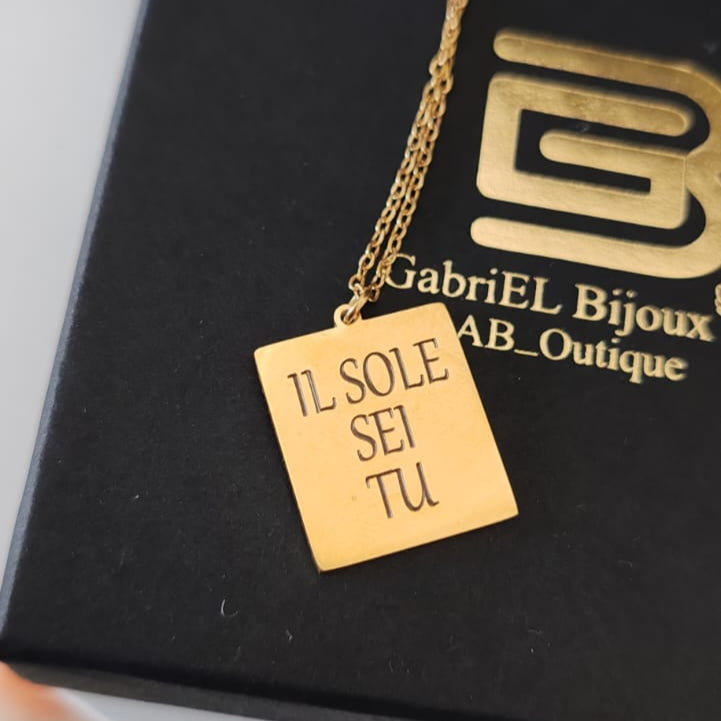 GabriEL Bijoux
AB_Outique
IL SOLE
SEI
TU